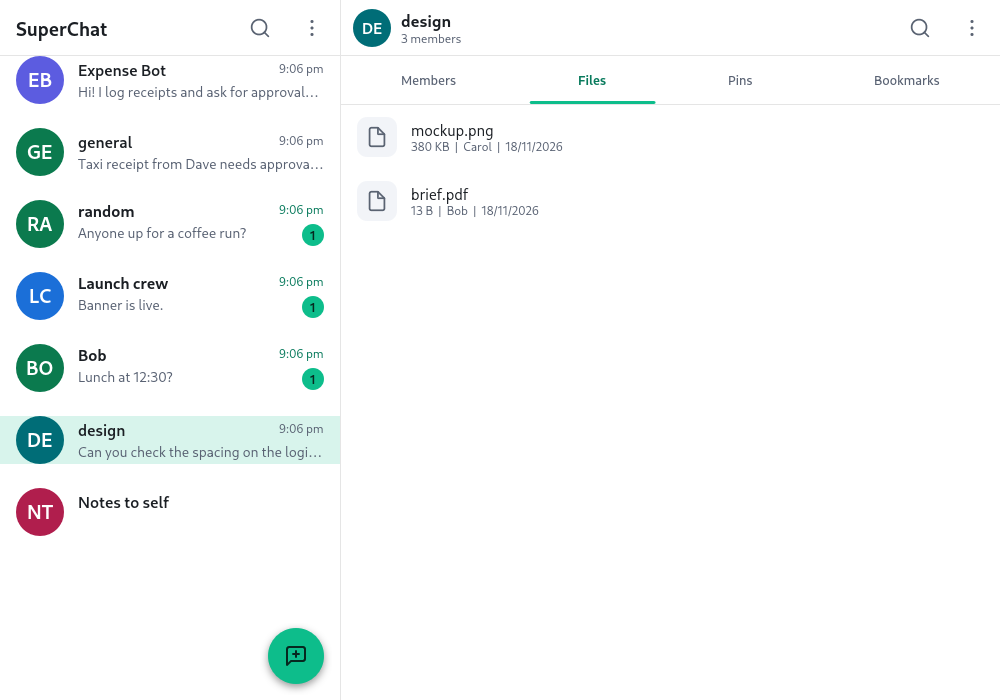 SuperChat
EB
Expense Bot
9:06 pm
Hi! I log receipts and ask for approval…
GE
general
9:06 pm
Taxi receipt from Dave needs approva…
RA
random
9:06 pm
Anyone up for a coffee run?
1
LC
Launch crew
9:06 pm
Banner is live.
1
BO
Bob
9:06 pm
Lunch at 12:30?
1
DE
design
9:06 pm
Can you check the spacing on the logi…
NT
Notes to self
DE
design
3 members
Members
Files
Pins
Bookmarks
mockup.png
380 KB | Carol | 18/11/2026
brief.pdf
13 B | Bob | 18/11/2026